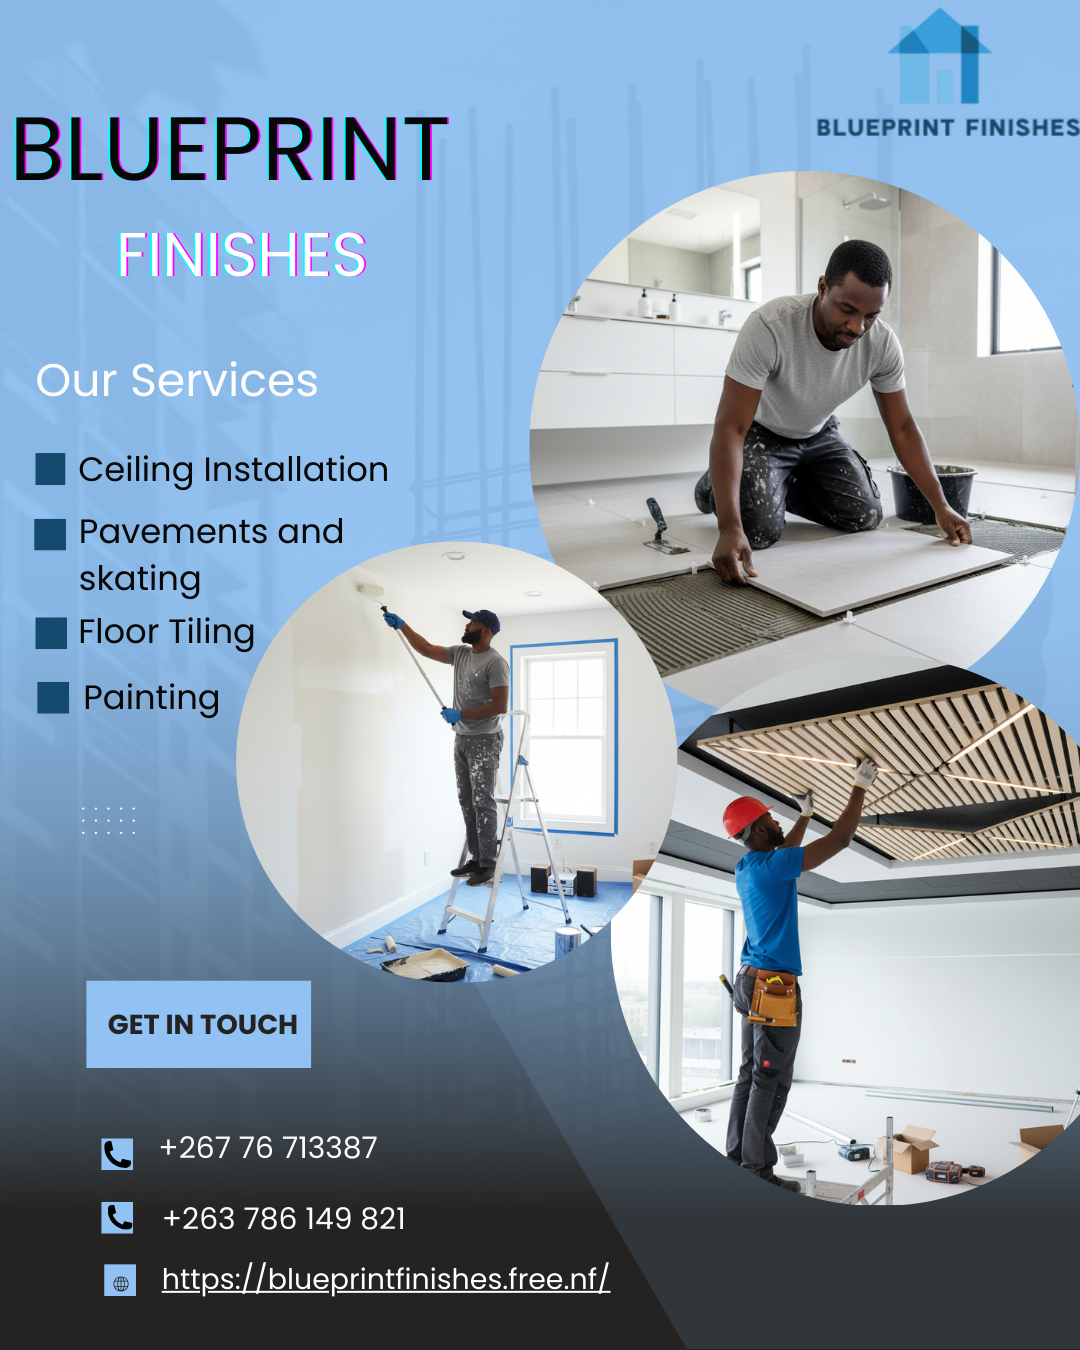 BLUEPRINT FINISHES
BLUEPRINT
FINISHES
Our Services
Ceiling Installation
Pavements and
skating
Floor Tiling
Painting
GET IN TOUCH
+267 76 713387
+263 786 149 821
https://blueprintfinishes.free.nf/